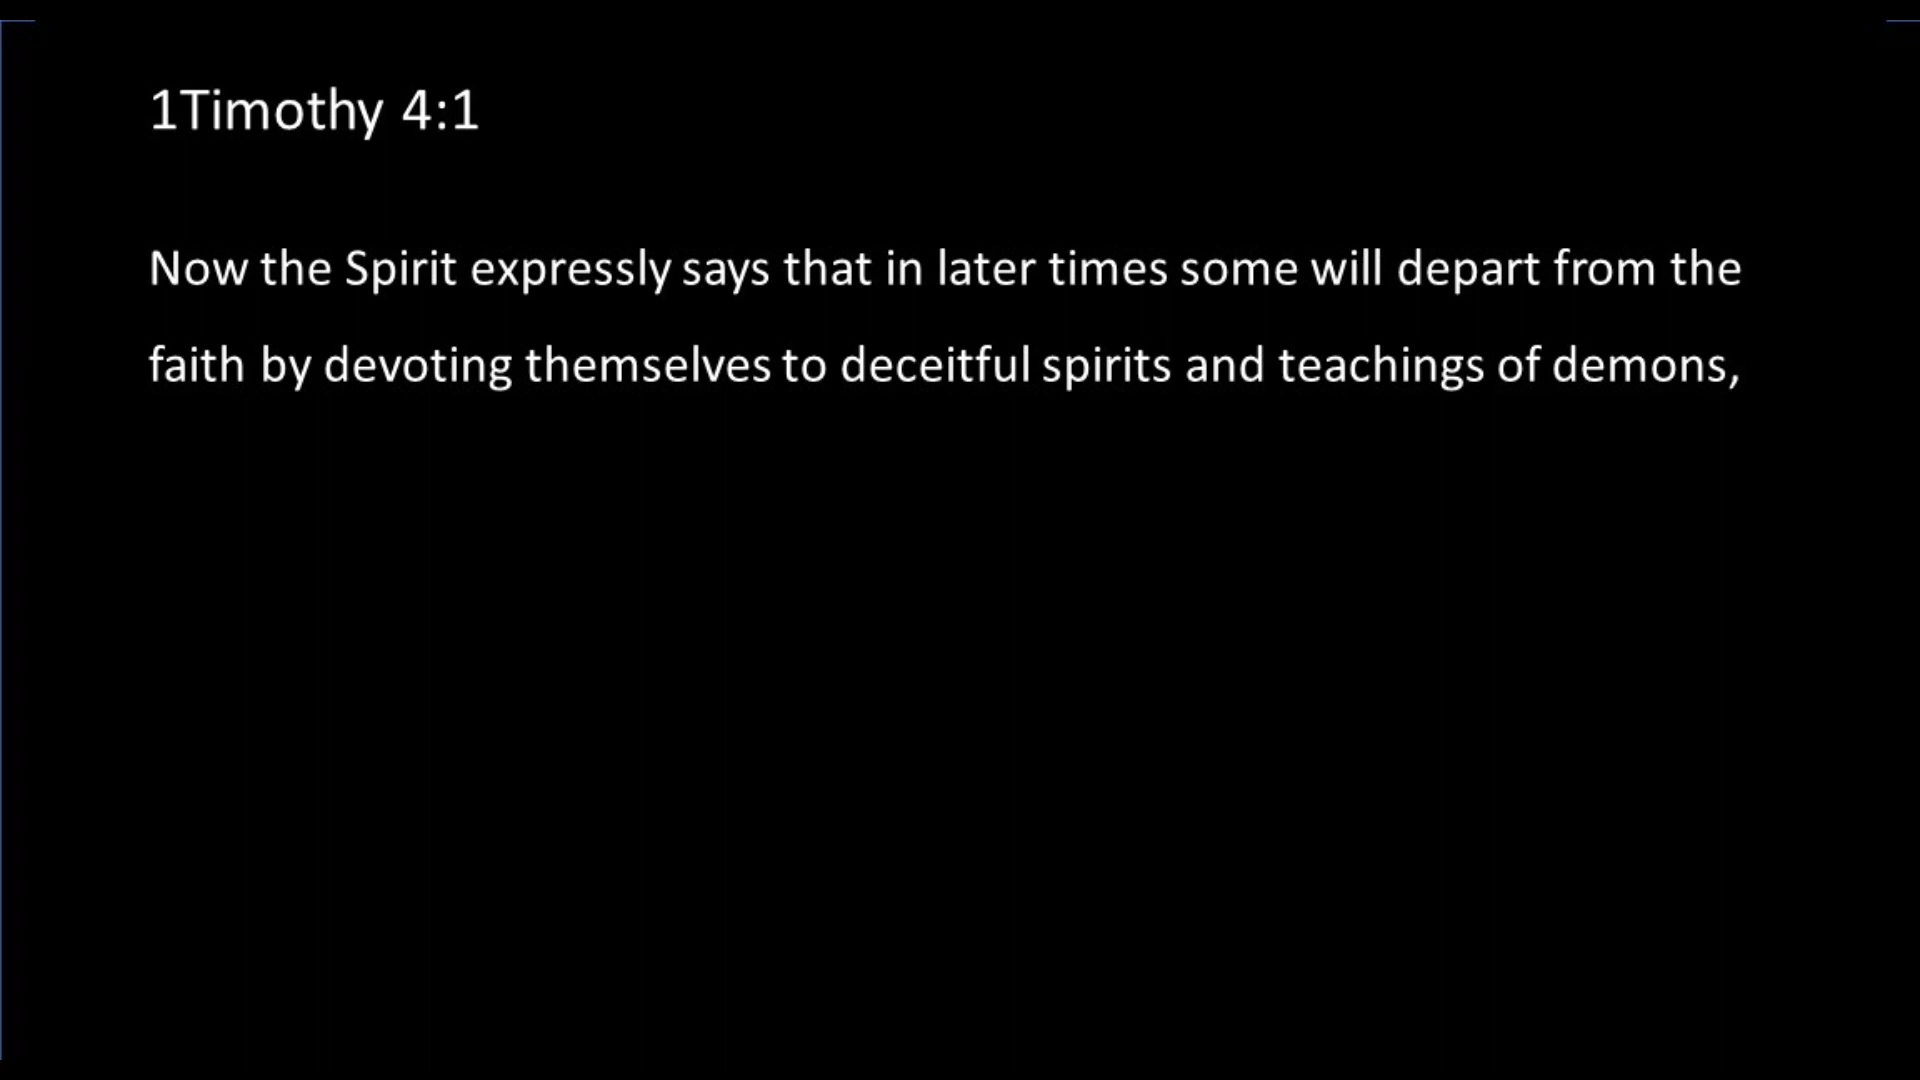 1Timothy 4:1
Now the Spirit expressly says that in later times some will depart from the
faith by devoting themselves to deceitful spirits and teachings of demons,